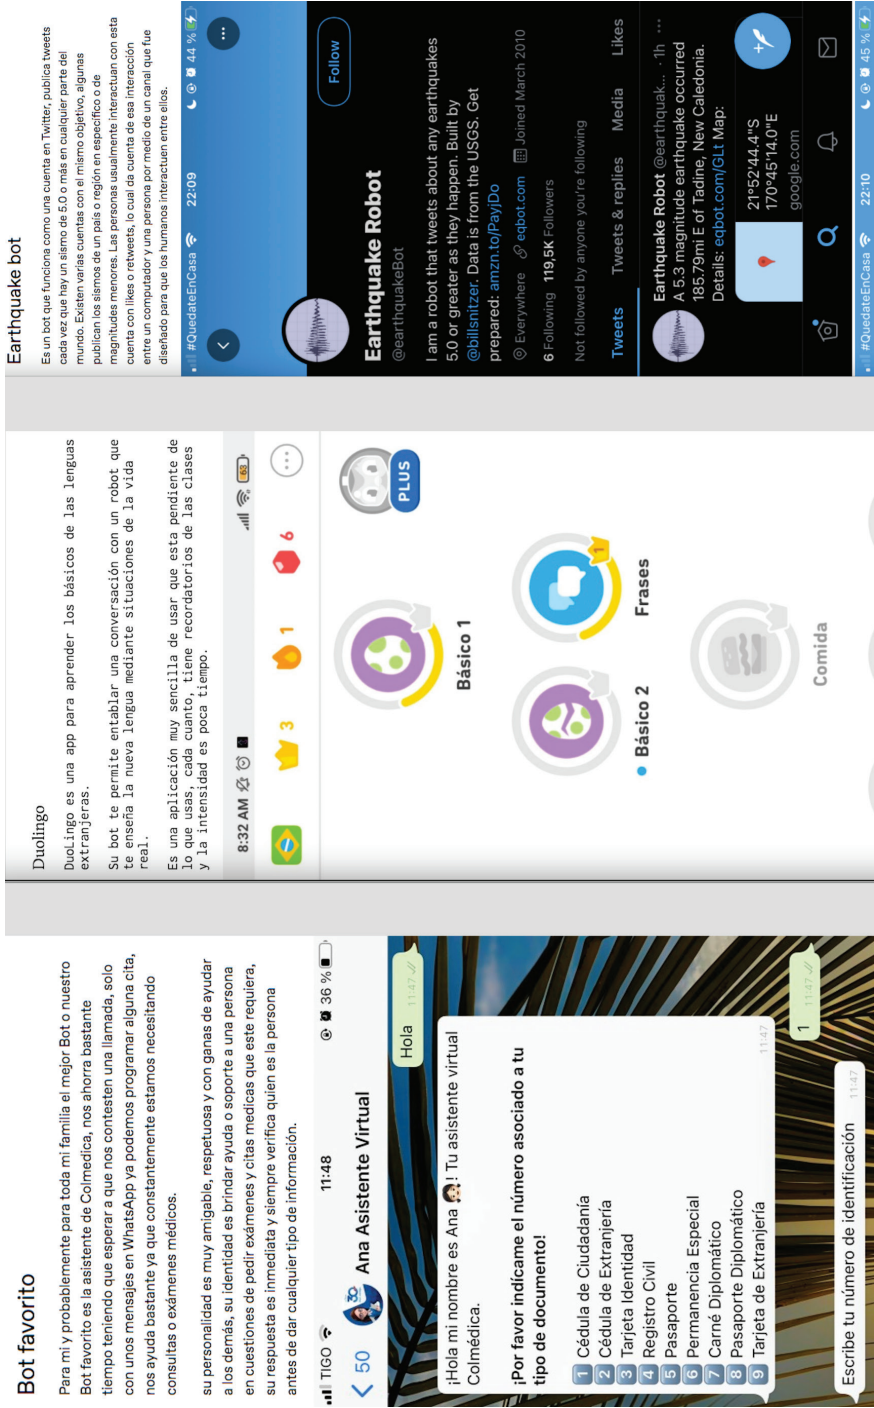 Bot favorito
Para mi y probablemente para toda mi familia el mejor Bot o nuestro
Bot favorito es la asistente de Colmedica, nos ahorra bastante
tiempo teniendo que esperar a que nos contesten una llamada, solo
con unos mensajes en WhatsApp ya podemos programar alguna cita,
nos ayuda bastante ya que constantemente estamos necesitando
consultas o exámenes médicos.
su personalidad es muy amigable, respetuosa y con ganas de ayudar
a los demás, su identidad es brindar ayuda o soporte a una persona
en cuestiones de pedir exámenes y citas medicas que este requiera,
su respuesta es inmediata y siempre verifica quien es la persona
antes de dar cualquier tipo de información.
TIGO 11:48 36 %
50 Ana Asistente Virtual
Hola 11:47
¡Hola mi nombre es Ana! Tu asistente virtual
Colmédica.
¡Por favor indícame el número asociado a tu
tipo de documento!
1 Cédula de Ciudadanía
2 Cédula de Extranjería
3 Tarjeta Identidad
4 Registro Civil
5 Pasaporte
6 Permanencia Especial
7 Carné Diplomático
8 Pasaporte Diplomático
9 Tarjeta de Extranjería
11:47
1 11:47
Escribe tu número de identificación 11:47
Duolingo
DuoLingo es una app para aprender los básicos de las lenguas
extranjeras.
Su bot te permite entablar una conversación con un robot que
te enseña la nueva lengua mediante situaciones de la vida
real.
Es una aplicación muy sencilla de usar que esta pendiente de
lo que usas, cada cuanto, tiene recordatorios de las clases
y la intensidad es poca tiempo.
8:32 AM 63
3 1 6
PLUS
Básico 1
1
Básico 2 Frases
Comida
Earthquake bot
Es un bot que funciona como una cuenta en Twitter, publica tweets
cada vez que hay un sismo de 5.0 o más en cualquier parte del
mundo. Existen varias cuentas con el mismo objetivo, algunas
publican los sismos de un país o región en específico o de
magnitudes menores. Las personas usualmente interactuan con esta
cuenta con likes o retweets, lo cual da cuenta de esa interacción
entre un computador y una persona por medio de un canal que fue
diseñado para que los humanos interactuen entre ellos.
#QuedateEnCasa 22:09 44 %
Follow
Earthquake Robot
@earthquakeBot
I am a robot that tweets about any earthquakes
5.0 or greater as they happen. Built by
@billsnitzer. Data is from the USGS. Get
prepared: amzn.to/PayjDo
Everywhere eqbot.com Joined March 2010
6 Following 119,5K Followers
Not followed by anyone you're following
Tweets Tweets & replies Media Likes
Earthquake Robot @earthquak... · 1h
A 5.3 magnitude earthquake occurred
185.79mi E of Tadine, New Caledonia.
Details: eqbot.com/GLt Map:
21°52'44.4"S
170°45'14.0"E
google.com
#QuedateEnCasa 22:10 45 %